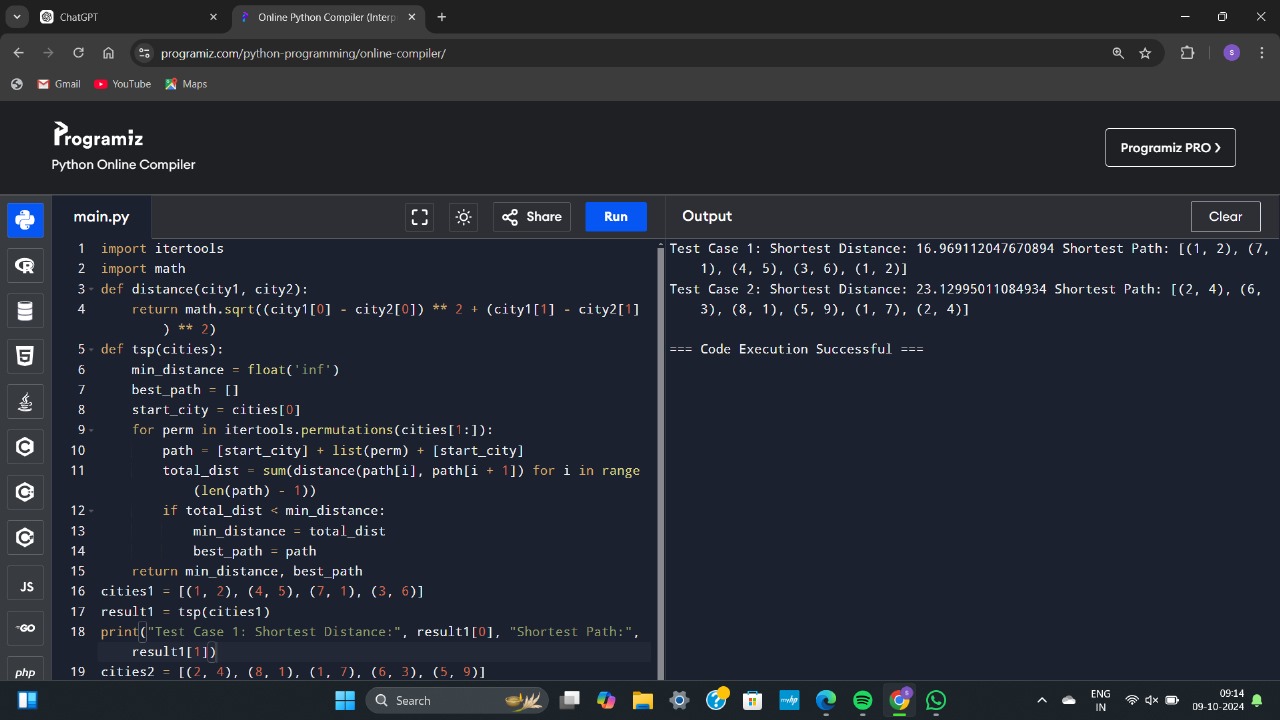 ChatGPT
Online Python Compiler (Interp
programiz.com/python-programming/online-compiler/
Gmail YouTube Maps
Programiz
Python Online Compiler
Programiz PRO ❯
main.py
Share
Run
Output
Clear
1 import itertools
2 import math
3 def distance(city1, city2):
4 return math.sqrt((city1[0] - city2[0]) ** 2 + (city1[1] - city2[1]
) ** 2)
5 def tsp(cities):
6 min_distance = float('inf')
7 best_path = []
8 start_city = cities[0]
9 for perm in itertools.permutations(cities[1:]):
10 path = [start_city] + list(perm) + [start_city]
11 total_dist = sum(distance(path[i], path[i + 1]) for i in range
(len(path) - 1))
12 if total_dist < min_distance:
13 min_distance = total_dist
14 best_path = path
15 return min_distance, best_path
16 cities1 = [(1, 2), (4, 5), (7, 1), (3, 6)]
17 result1 = tsp(cities1)
18 print("Test Case 1: Shortest Distance:", result1[0], "Shortest Path:",
result1[1])
19 cities2 = [(2, 4), (8, 1), (1, 7), (6, 3), (5, 9)]
Test Case 1: Shortest Distance: 16.969112047670894 Shortest Path: [(1, 2), (7,
1), (4, 5), (3, 6), (1, 2)]
Test Case 2: Shortest Distance: 23.12995011084934 Shortest Path: [(2, 4), (6,
3), (8, 1), (5, 9), (1, 7), (2, 4)]
=== Code Execution Successful ===
JS
GO
php
Search
ENG
IN
09:14
09-10-2024